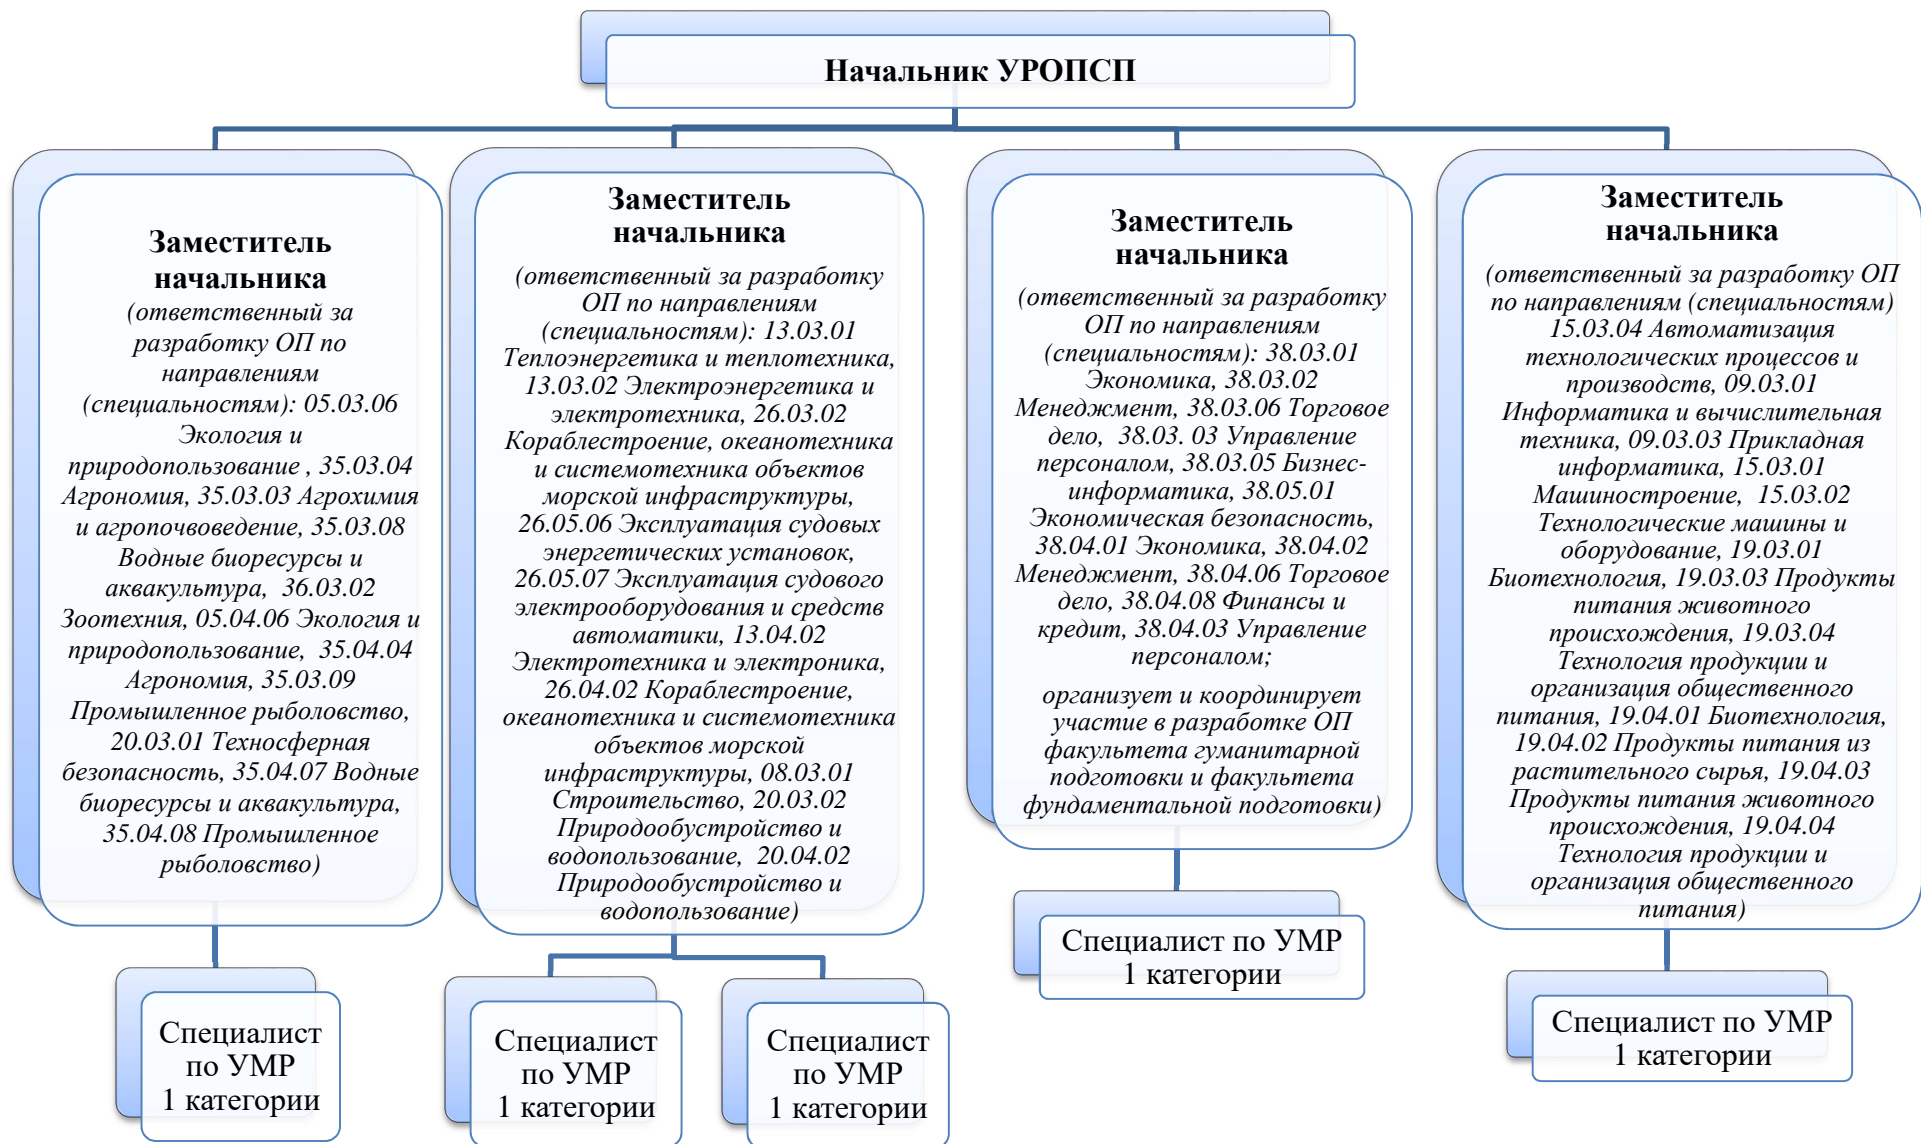 Начальник УРОПСП
Заместитель
начальника
(ответственный за
разработку ОП по
направлениям
(специальностям): 05.03.06
Экология и
природопользование , 35.03.04
Агрономия, 35.03.03 Агрохимия
и агропочвоведение, 35.03.08
Водные биоресурсы и
аквакультура,  36.03.02
Зоотехния, 05.04.06 Экология и
природопользование,  35.04.04
Агрономия, 35.03.09
Промышленное рыболовство,
20.03.01 Техносферная
безопасность, 35.04.07 Водные
биоресурсы и аквакультура,
35.04.08 Промышленное
рыболовство)
Специалист
по УМР
1 категории
Заместитель
начальника
(ответственный за разработку
ОП по направлениям
(специальностям): 13.03.01
Теплоэнергетика и теплотехника,
13.03.02 Электроэнергетика и
электротехника, 26.03.02
Кораблестроение, океанотехника
и системотехника объектов
морской инфраструктуры,
26.05.06 Эксплуатация судовых
энергетических установок,
26.05.07 Эксплуатация судового
электрооборудования и средств
автоматики, 13.04.02
Электротехника и электроника,
26.04.02 Кораблестроение,
океанотехника и системотехника
объектов морской
инфраструктуры, 08.03.01
Строительство, 20.03.02
Природообустройство и
водопользование,  20.04.02
Природообустройство и
водопользование)
Специалист
по УМР
1 категории
Специалист
по УМР
1 категории
Заместитель
начальника
(ответственный за разработку
ОП по направлениям
(специальностям): 38.03.01
Экономика, 38.03.02
Менеджмент, 38.03.06 Торговое
дело,  38.03. 03 Управление
персоналом, 38.03.05 Бизнес-
информатика, 38.05.01
Экономическая безопасность,
38.04.01 Экономика, 38.04.02
Менеджмент, 38.04.06 Торговое
дело, 38.04.08 Финансы и
кредит, 38.04.03 Управление
персоналом;
организует и координирует
участие в разработке ОП
факультета гуманитарной
подготовки и факультета
фундаментальной подготовки)
Специалист по УМР
1 категории
Заместитель
начальника
(ответственный за разработку ОП
по направлениям (специальностям)
15.03.04 Автоматизация
технологических процессов и
производств, 09.03.01
Информатика и вычислительная
техника, 09.03.03 Прикладная
информатика, 15.03.01
Машиностроение,  15.03.02
Технологические машины и
оборудование, 19.03.01
Биотехнология, 19.03.03 Продукты
питания животного
происхождения, 19.03.04
Технология продукции и
организация общественного
питания, 19.04.01 Биотехнология,
19.04.02 Продукты питания из
растительного сырья, 19.04.03
Продукты питания животного
происхождения, 19.04.04
Технология продукции и
организация общественного
питания)
Специалист по УМР
1 категории